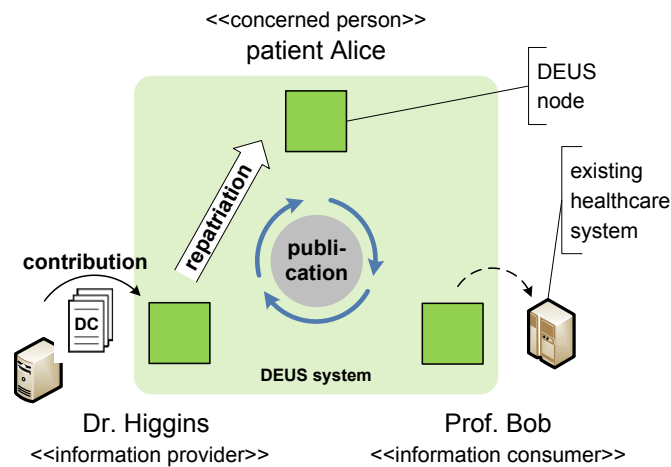 <<concerned person>>
patient Alice
DEUS
node
existing
healthcare
system
repatriation
publi-
cation
contribution
DC
DEUS system
Dr. Higgins
<<information provider>>
Prof. Bob
<<information consumer>>